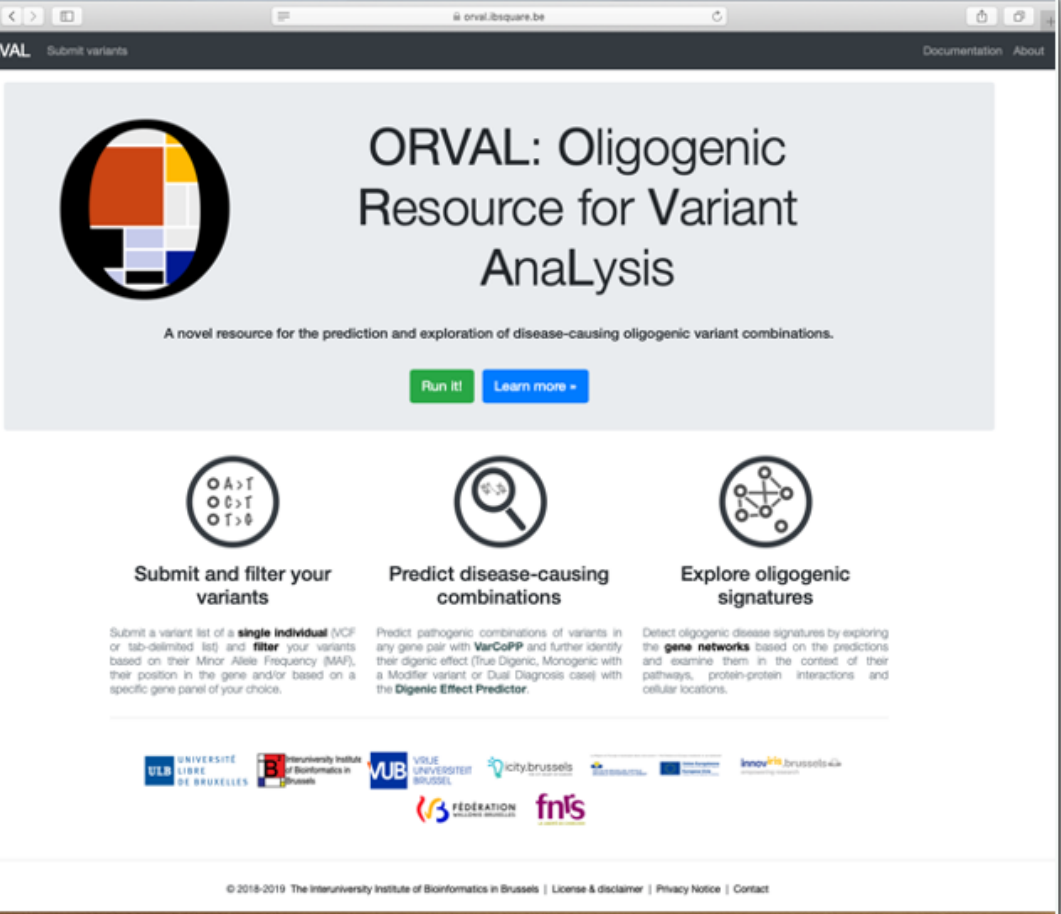 orval.ibsquare.be
VAL Submit variants
Documentation About
ORVAL: Oligogenic
Resource for Variant
AnaLysis
A novel resource for the prediction and exploration of disease-causing oligogenic variant combinations.
Run it!
Learn more »
A>T
C>T
T>G
Submit and filter your
variants
Submit a variant list of a single individual (VCF
or tab-delimited list) and filter your variants
based on their Minor Allele Frequency (MAF),
their position in the gene and/or based on a
specific gene panel of your choice.
Predict disease-causing
combinations
Predict pathogenic combinations of variants in
any gene pair with VarCoPP and further identify
their digenic effect (True Digenic, Monogenic with
a Modifier variant or Dual Diagnosis case) with
the Digenic Effect Predictor.
Explore oligogenic
signatures
Detect oligogenic disease signatures by exploring
the gene networks based on the predictions
and examine them in the context of their
pathways, protein-protein interactions and
cellular locations.
ULB
UNIVERSITÉ
LIBRE
DE BRUXELLES
Interuniversity Institute
of Bioinformatics in
Brussels
VUB
VRIJE
UNIVERSITEIT
BRUSSEL
icity.brussels
innoviris.brussels
empowering research
FÉDÉRATION
WALLONIE-BRUXELLES
fnrs
© 2018-2019 The Interuniversity Institute of Bioinformatics in Brussels | License & disclaimer | Privacy Notice | Contact